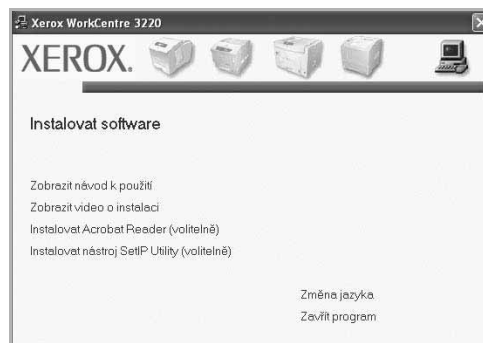 Xerox WorkCentre 3220
XEROX.
Instalovat software
Zobrazit návod k použití
Zobrazit video o instalaci
Instalovat Acrobat Reader (volitelně)
Instalovat nástroj SetIP Utility (volitelně)
Změna jazyka
Zavřít program